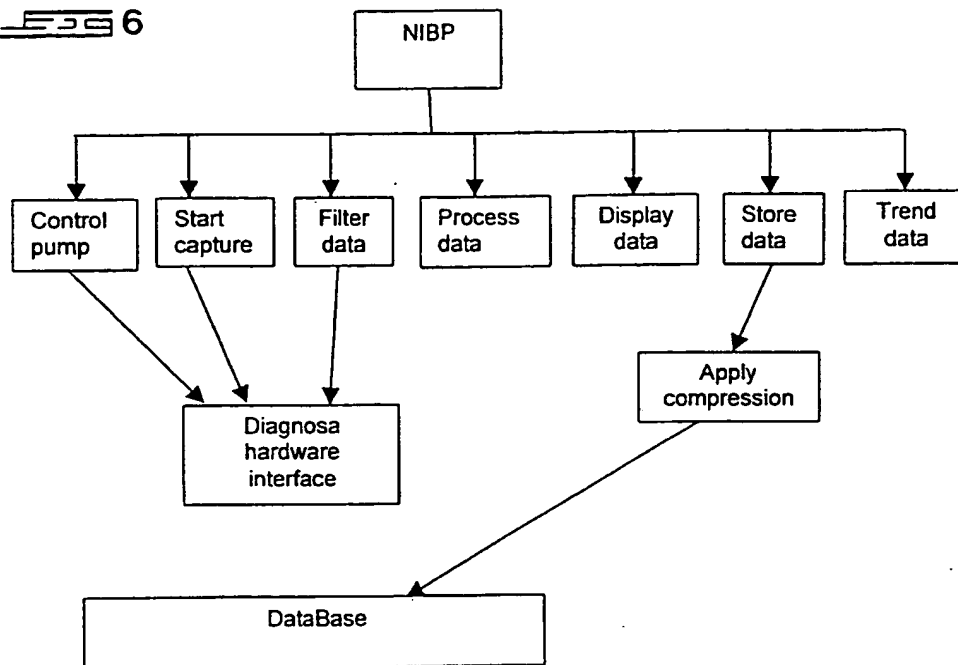 6
NIBP
Control
pump
Start
capture
Filter
data
Process
data
Display
data
Store
data
Trend
data
Apply
compression
Diagnosa
hardware
interface
DataBase